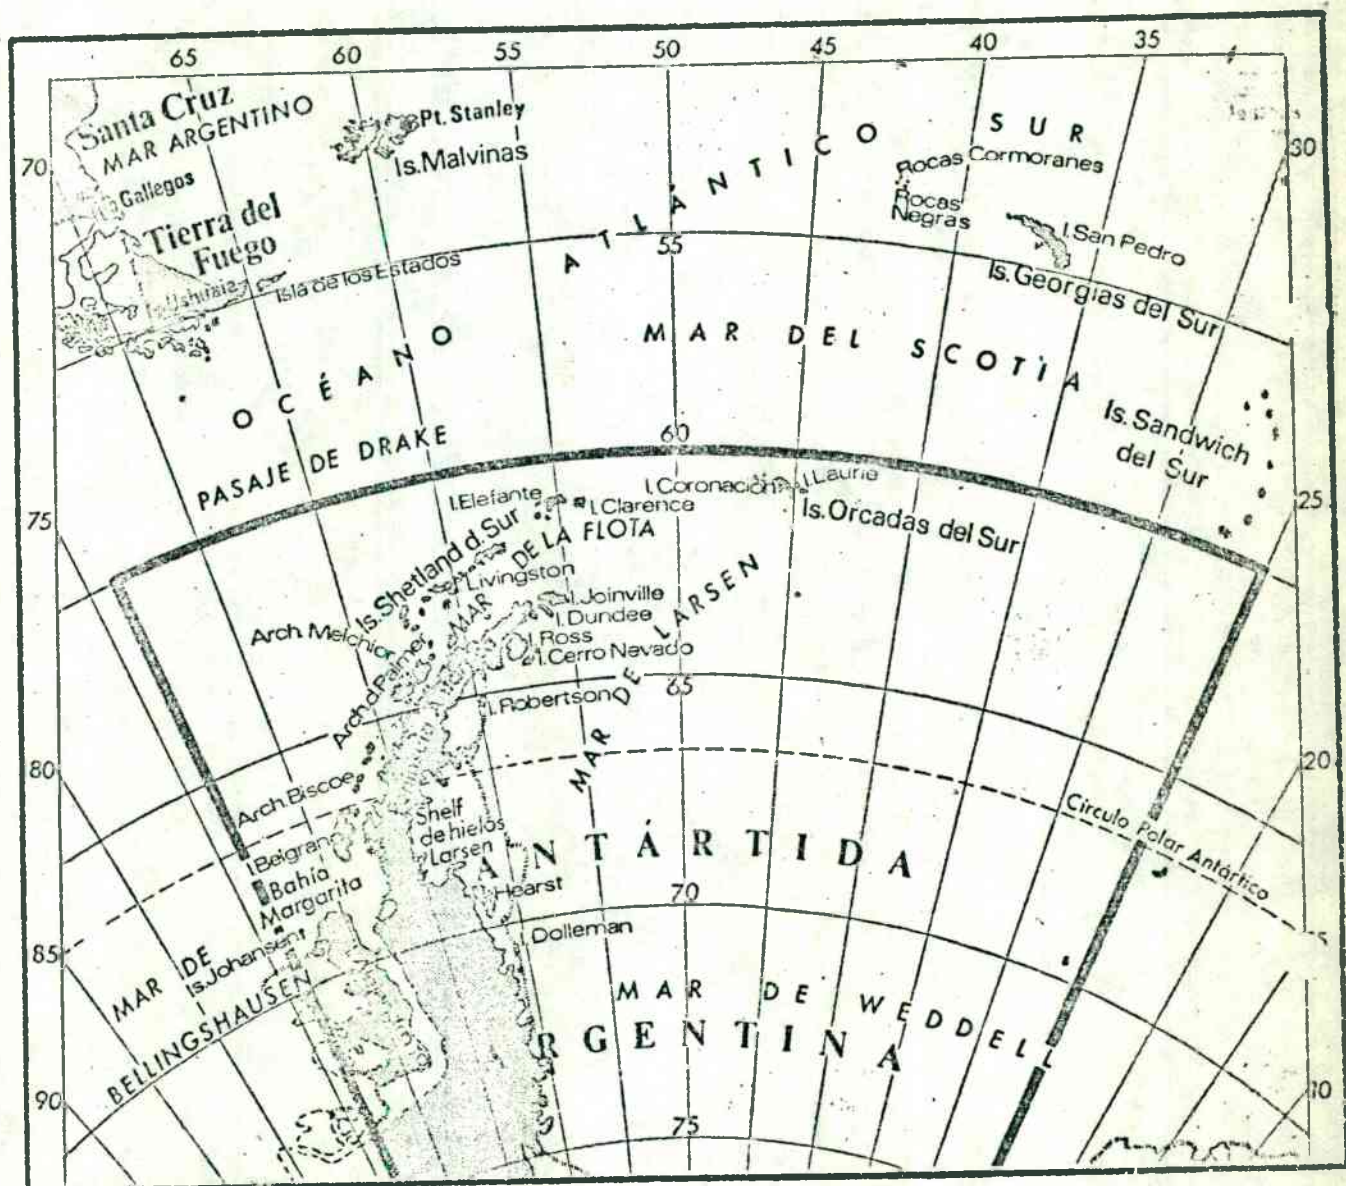 65 60 55 50 45 40 35
Santa Cruz
MAR ARGENTINO
Pt. Stanley
Is. Malvinas
70
Gallegos
Tierra del
Fuego
Ushuaia
Isla de los Estados
OCÉANO ATLANTICO SUR
Rocas Cormoranes
Rocas
Negras
I. San Pedro
Is. Georgias del Sur
30
55
MAR DEL SCOTIA
PASAJE DE DRAKE
Is. Sandwich
del Sur
60
75
25
I. Elefante
I. Clarence
I. Coronación
I. Laurie
Is. Orcadas del Sur
Is. Shetland d. Sur
MAR DE LA FLOTA
Livingston
I. Joinville
I. Dundee
I. Ross
I. Cerro Nevado
Arch. Melchior
Arch. d. Palmer
I. Robertson
MAR DE LARSEN
65
80
20
Arch. Biscoe
Shelf
de hielos
Larsen
Círculo Polar Antártico
I. Belgrano
Bahía
Margarita
ANTÁRTIDA
Hearst
70
Dolleman
85
Is. Johansen
MAR DE
BELLINGSHAUSEN
MAR DE WEDDELL
RGENTINA
90
10
75